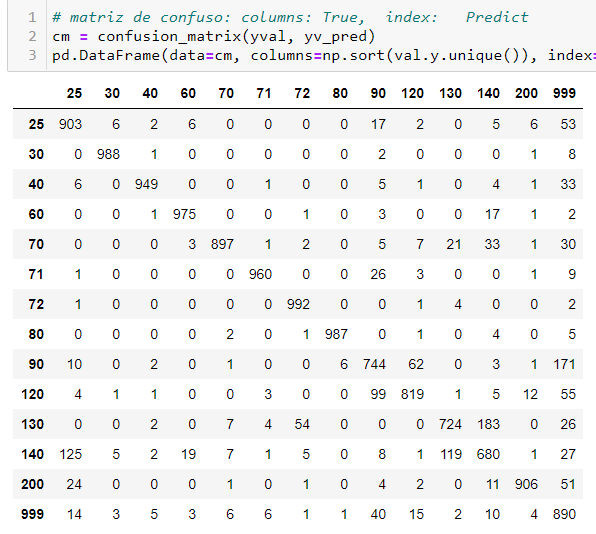 1 # matriz de confuso: columns: True, index: Predict
2 cm = confusion_matrix(yval, yv_pred)
3 pd.DataFrame(data=cm, columns=np.sort(val.y.unique()), index=
25 30 40 60 70 71 72 80 90 120 130 140 200 999
25 903 6 2 6 0 0 0 0 17 2 0 5 6 53
30 0 988 1 0 0 0 0 0 2 0 0 0 1 8
40 6 0 949 0 0 1 0 0 5 1 0 4 1 33
60 0 0 1 975 0 0 1 0 3 0 0 17 1 2
70 0 0 0 3 897 1 2 0 5 7 21 33 1 30
71 1 0 0 0 0 960 0 0 26 3 0 0 1 9
72 1 0 0 0 0 0 992 0 0 1 4 0 0 2
80 0 0 0 0 2 0 1 987 0 1 0 4 0 5
90 10 0 2 0 1 0 0 6 744 62 0 3 1 171
120 4 1 1 0 0 3 0 0 99 819 1 5 12 55
130 0 0 2 0 7 4 54 0 0 0 724 183 0 26
140 125 5 2 19 7 1 5 0 8 1 119 680 1 27
200 24 0 0 0 1 0 1 0 4 2 0 11 906 51
999 14 3 5 3 6 6 1 1 40 15 2 10 4 890